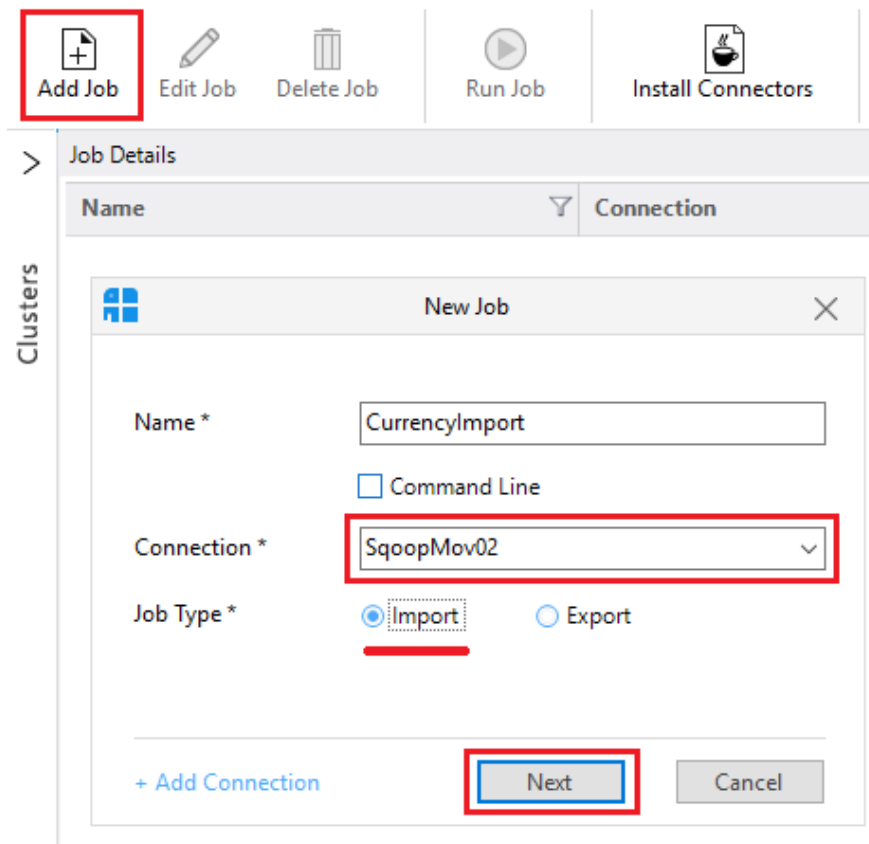 Add Job Edit Job Delete Job Run Job Install Connectors
Job Details
Name Connection
Clusters
New Job
Name * CurrencyImport
Command Line
Connection * SqoopMov02
Job Type * Import Export
+ Add Connection Next Cancel